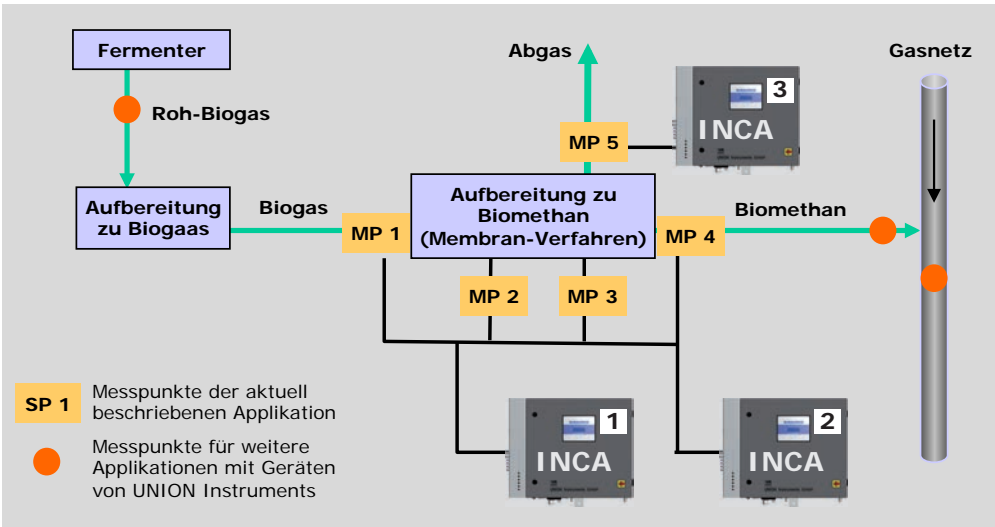 Fermenter
Abgas
Gasnetz
3
INCA
Roh-Biogas
MP 5
Aufbereitung
zu Biogaas
Biogas
MP 1
Aufbereitung zu
Biomethan
(Membran-Verfahren)
MP 4
Biomethan
MP 2
MP 3
SP 1
Messpunkte der aktuell
beschriebenen Applikation
Messpunkte für weitere
Applikationen mit Geräten
von UNION Instruments
1
INCA
2
INCA